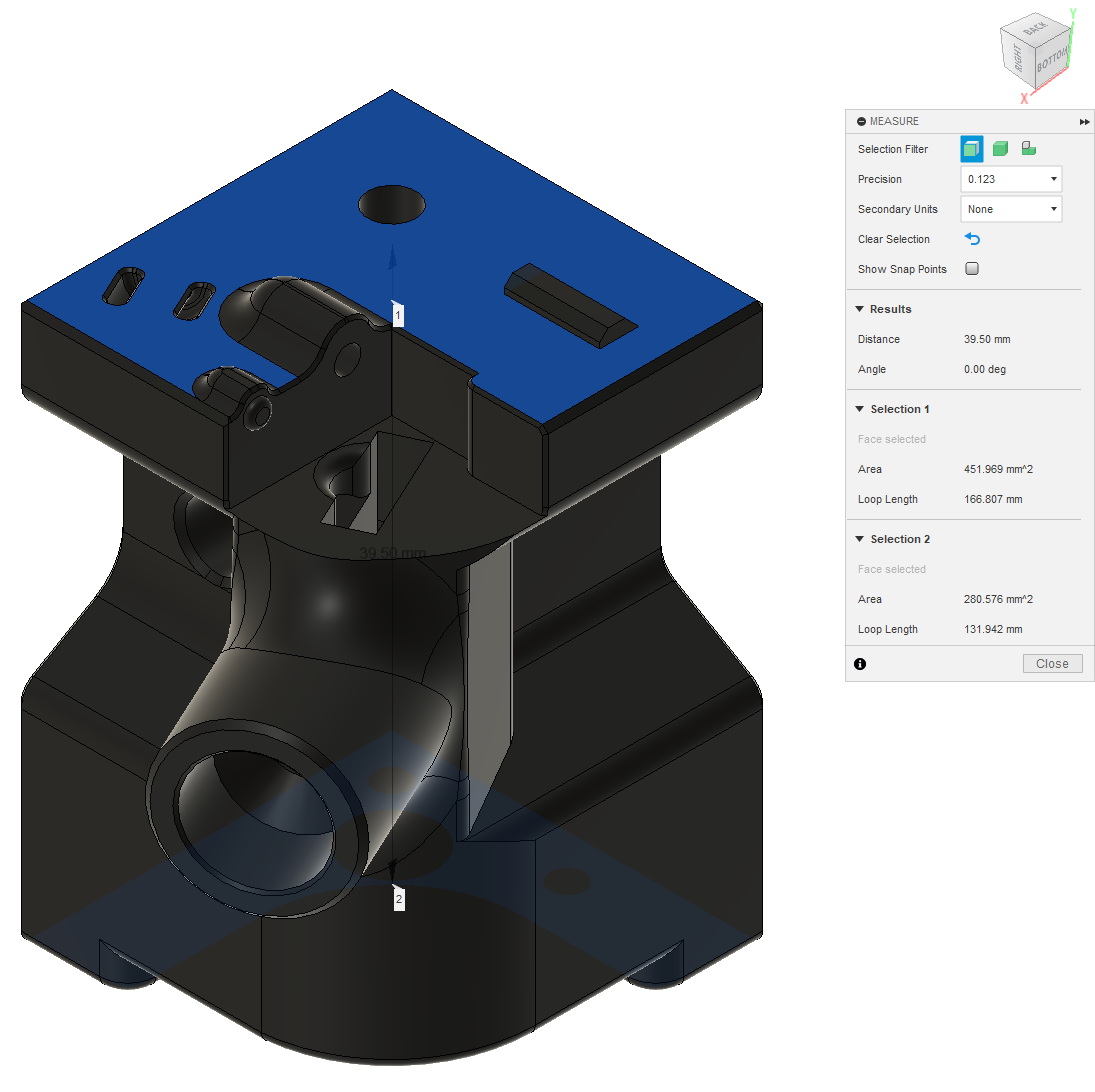 Y
BACK
RIGHT
BOTTOM
X
MEASURE
Selection Filter
Precision 0.123
Secondary Units None
Clear Selection
Show Snap Points
Results
Distance 39.50 mm
Angle 0.00 deg
Selection 1
Face selected
Area 451.969 mm^2
Loop Length 166.807 mm
Selection 2
Face selected
Area 280.576 mm^2
Loop Length 131.942 mm
Close
1
39.50 mm
2